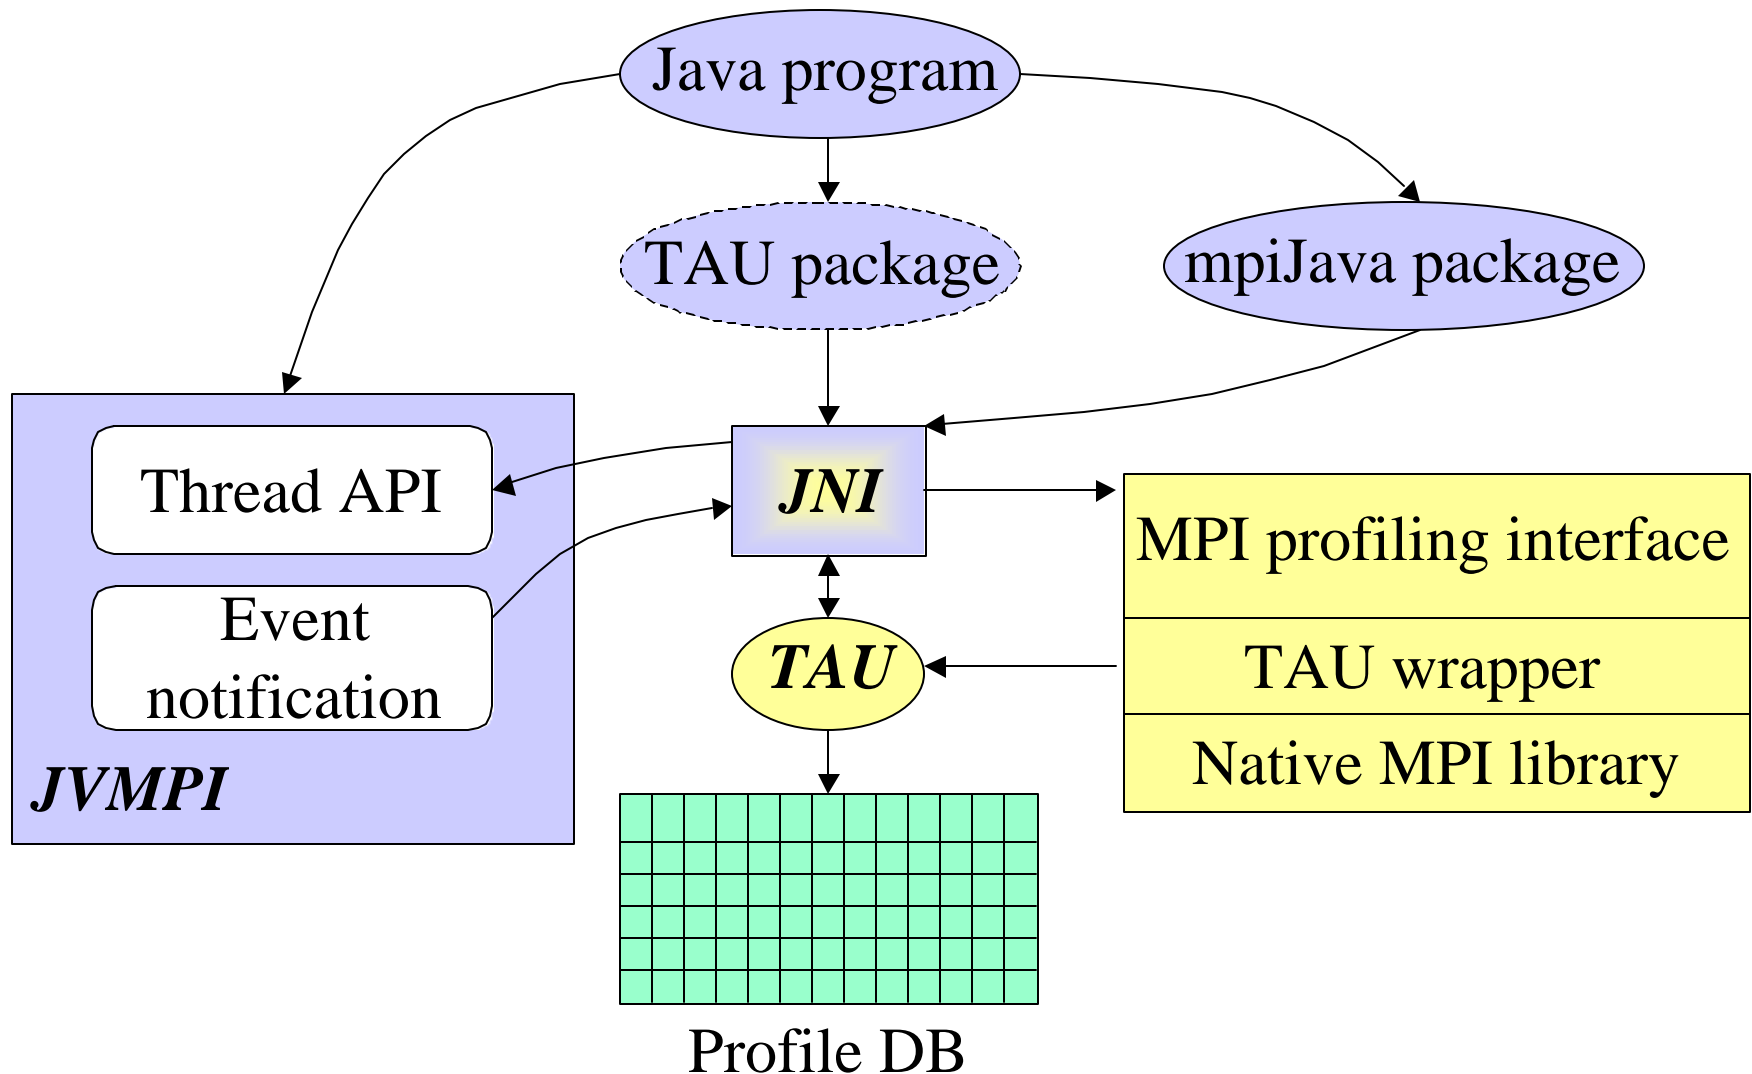 Java program
TAU package
mpiJava package
Thread API
JNI
MPI profiling interface
Event
notification
TAU
TAU wrapper
Native MPI library
JVMPI
Profile DB